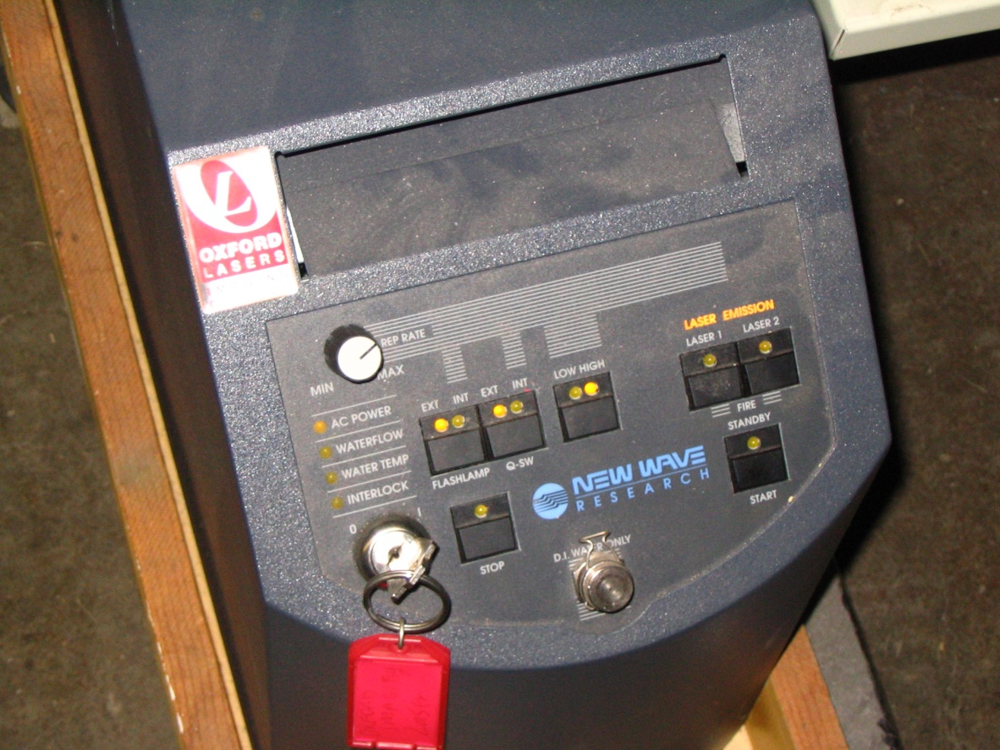 OXFORD
LASERS
REP RATE
MIN
MAX
AC POWER
WATERFLOW
WATER TEMP
INTERLOCK
0
I
EXT
INT
EXT
INT
FLASHLAMP
Q-SW
LOW HIGH
STOP
LASER EMISSION
LASER 1
LASER 2
FIRE
STANDBY
START
NEW WAVE
RESEARCH
D.I. WATER ONLY